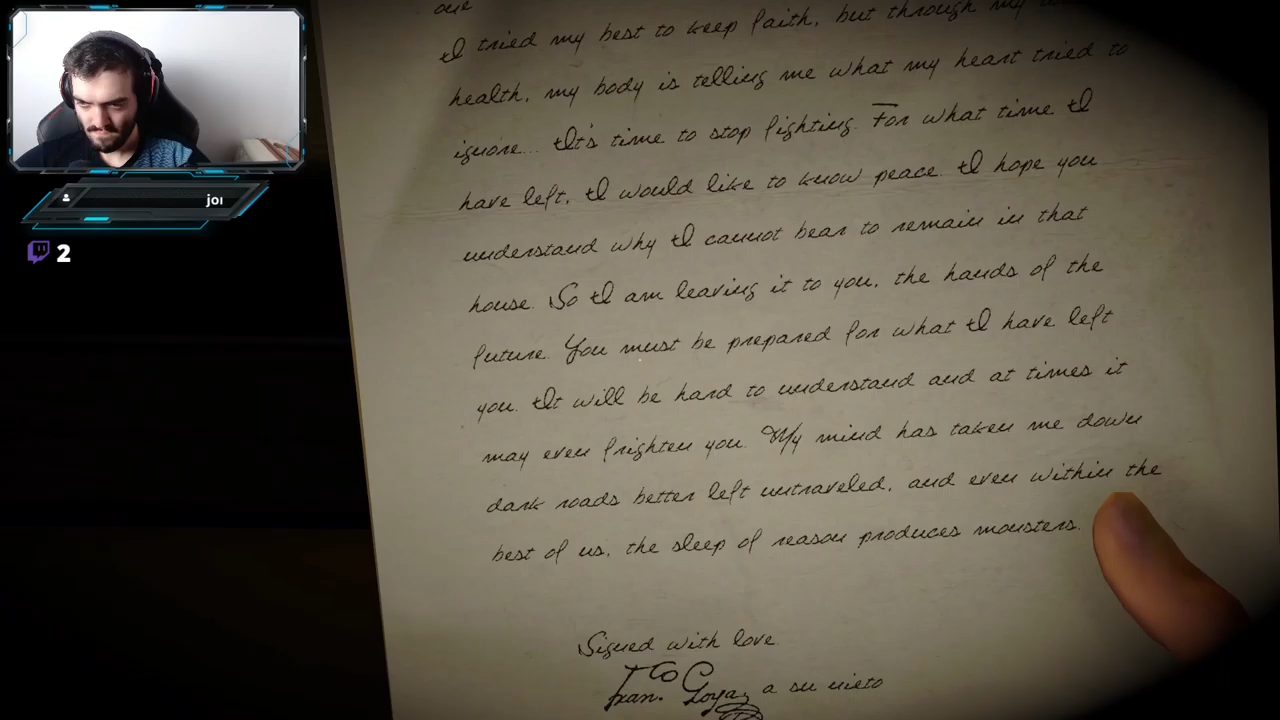 one
I tried my best to keep faith, but through my
health, my body is telling me what my heart tried to
ignore... It's time to stop fighting. For what time I
have left, I would like to know peace. I hope you
understand why I cannot bear to remain in that
house. So I am leaving it to you, the hands of the
future. You must be prepared for what I have left
you. It will be hard to understand and at times it
may even frighten you. My mind has taken me down
dark roads better left untraveled, and even within the
best of us, the sleep of reason produces monsters.
Signed with love
Fran.co Goya a su nieto
joi
2